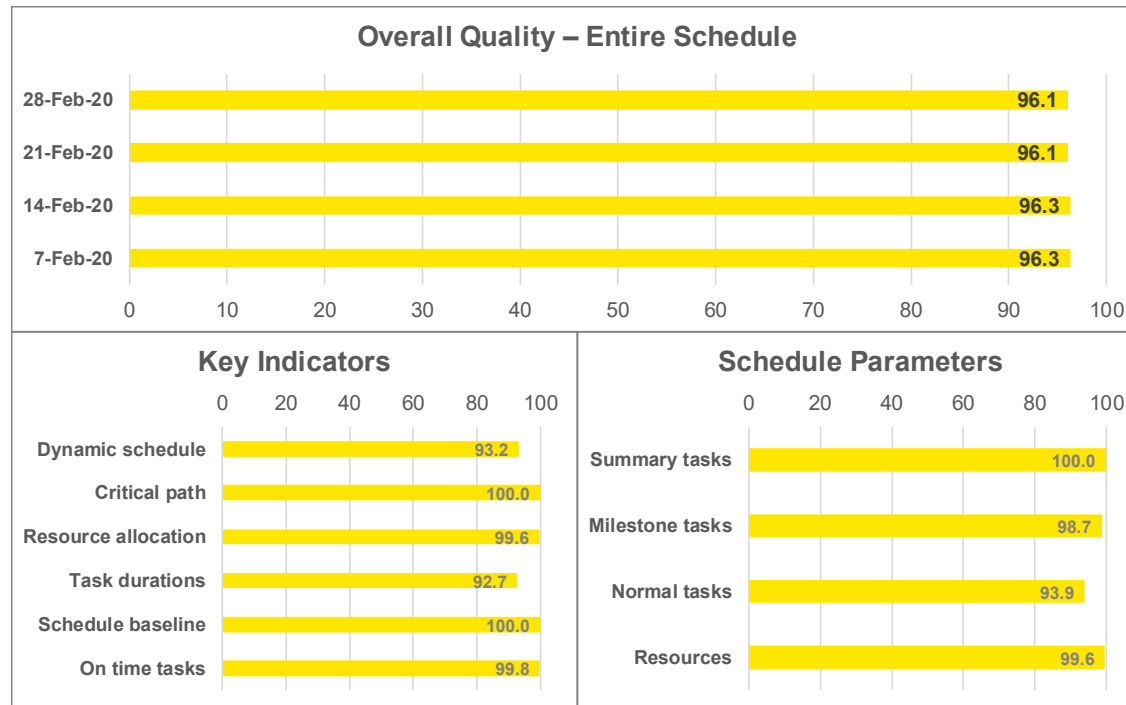 Overall Quality – Entire Schedule
28-Feb-20 96.1
21-Feb-20 96.1
14-Feb-20 96.3
7-Feb-20 96.3
0 10 20 30 40 50 60 70 80 90 100
Key Indicators
0 20 40 60 80 100
Dynamic schedule 93.2
Critical path 100.0
Resource allocation 99.6
Task durations 92.7
Schedule baseline 100.0
On time tasks 99.8
Schedule Parameters
0 20 40 60 80 100
Summary tasks 100.0
Milestone tasks 98.7
Normal tasks 93.9
Resources 99.6